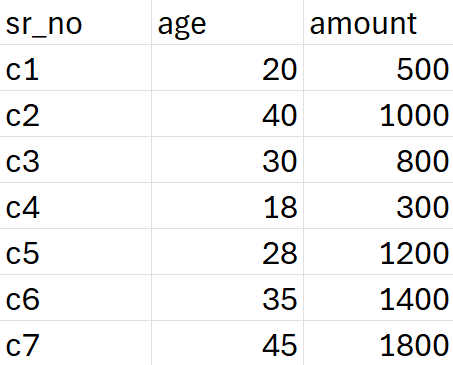 sr_no age amount
c1 20 500
c2 40 1000
c3 30 800
c4 18 300
c5 28 1200
c6 35 1400
c7 45 1800